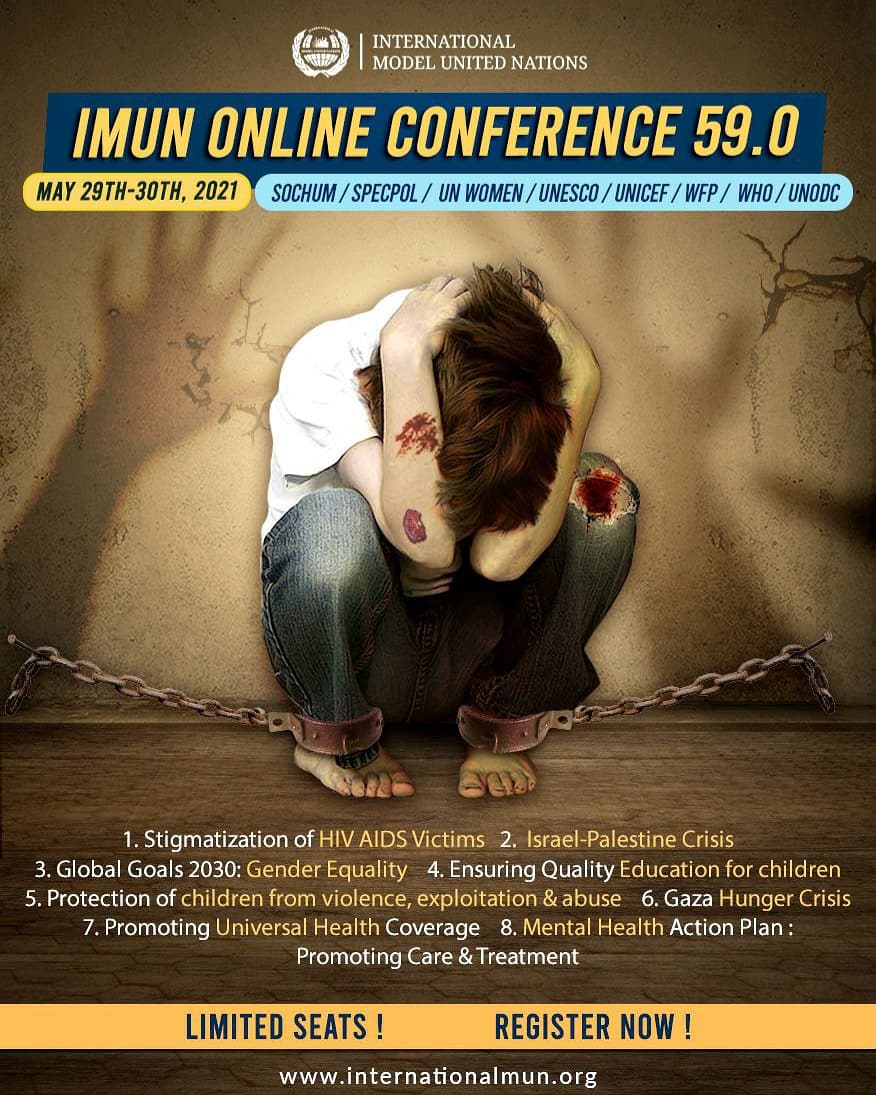 INTERNATIONAL
MODEL UNITED NATIONS
IMUN ONLINE CONFERENCE 59.0
MAY 29TH-30TH, 2021
SOCHUM / SPECPOL / UN WOMEN / UNESCO / UNICEF / WFP / WHO / UNODC
1. Stigmatization of HIV AIDS Victims 2. Israel-Palestine Crisis
3. Global Goals 2030: Gender Equality 4. Ensuring Quality Education for children
5. Protection of children from violence, exploitation & abuse 6. Gaza Hunger Crisis
7. Promoting Universal Health Coverage 8. Mental Health Action Plan :
Promoting Care & Treatment
LIMITED SEATS ! REGISTER NOW !
www.internationalmun.org